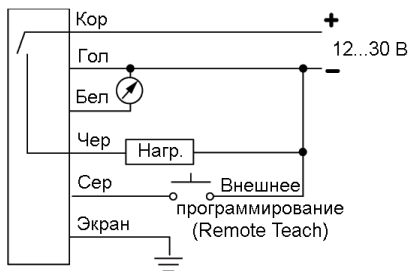 Кор
+
12...30 В
Гол
−
Бел
Чер
Нагр.
Сер
Внешнее
программирование
(Remote Teach)
Экран